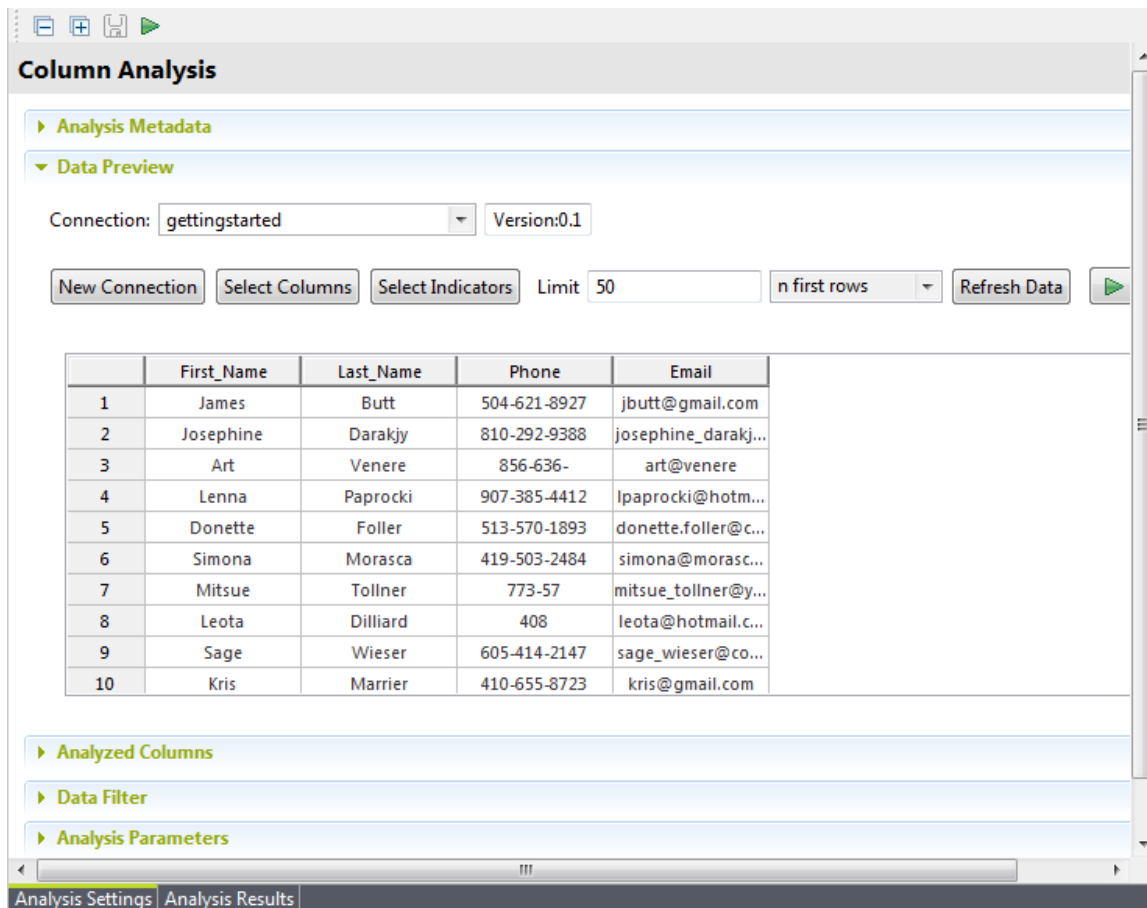 Column Analysis
Analysis Metadata
Data Preview
Connection: gettingstarted Version:0.1
New Connection Select Columns Select Indicators Limit 50 n first rows Refresh Data
First_Name Last_Name Phone Email
1 James Butt 504-621-8927 jbutt@gmail.com
2 Josephine Darakjy 810-292-9388 josephine_darakj...
3 Art Venere 856-636- art@venere
4 Lenna Paprocki 907-385-4412 lpaprocki@hotm...
5 Donette Foller 513-570-1893 donette.foller@c...
6 Simona Morasca 419-503-2484 simona@morasc...
7 Mitsue Tollner 773-57 mitsue_tollner@y...
8 Leota Dilliard 408 leota@hotmail.c...
9 Sage Wieser 605-414-2147 sage_wieser@co...
10 Kris Marrier 410-655-8723 kris@gmail.com
Analyzed Columns
Data Filter
Analysis Parameters
Analysis Settings Analysis Results